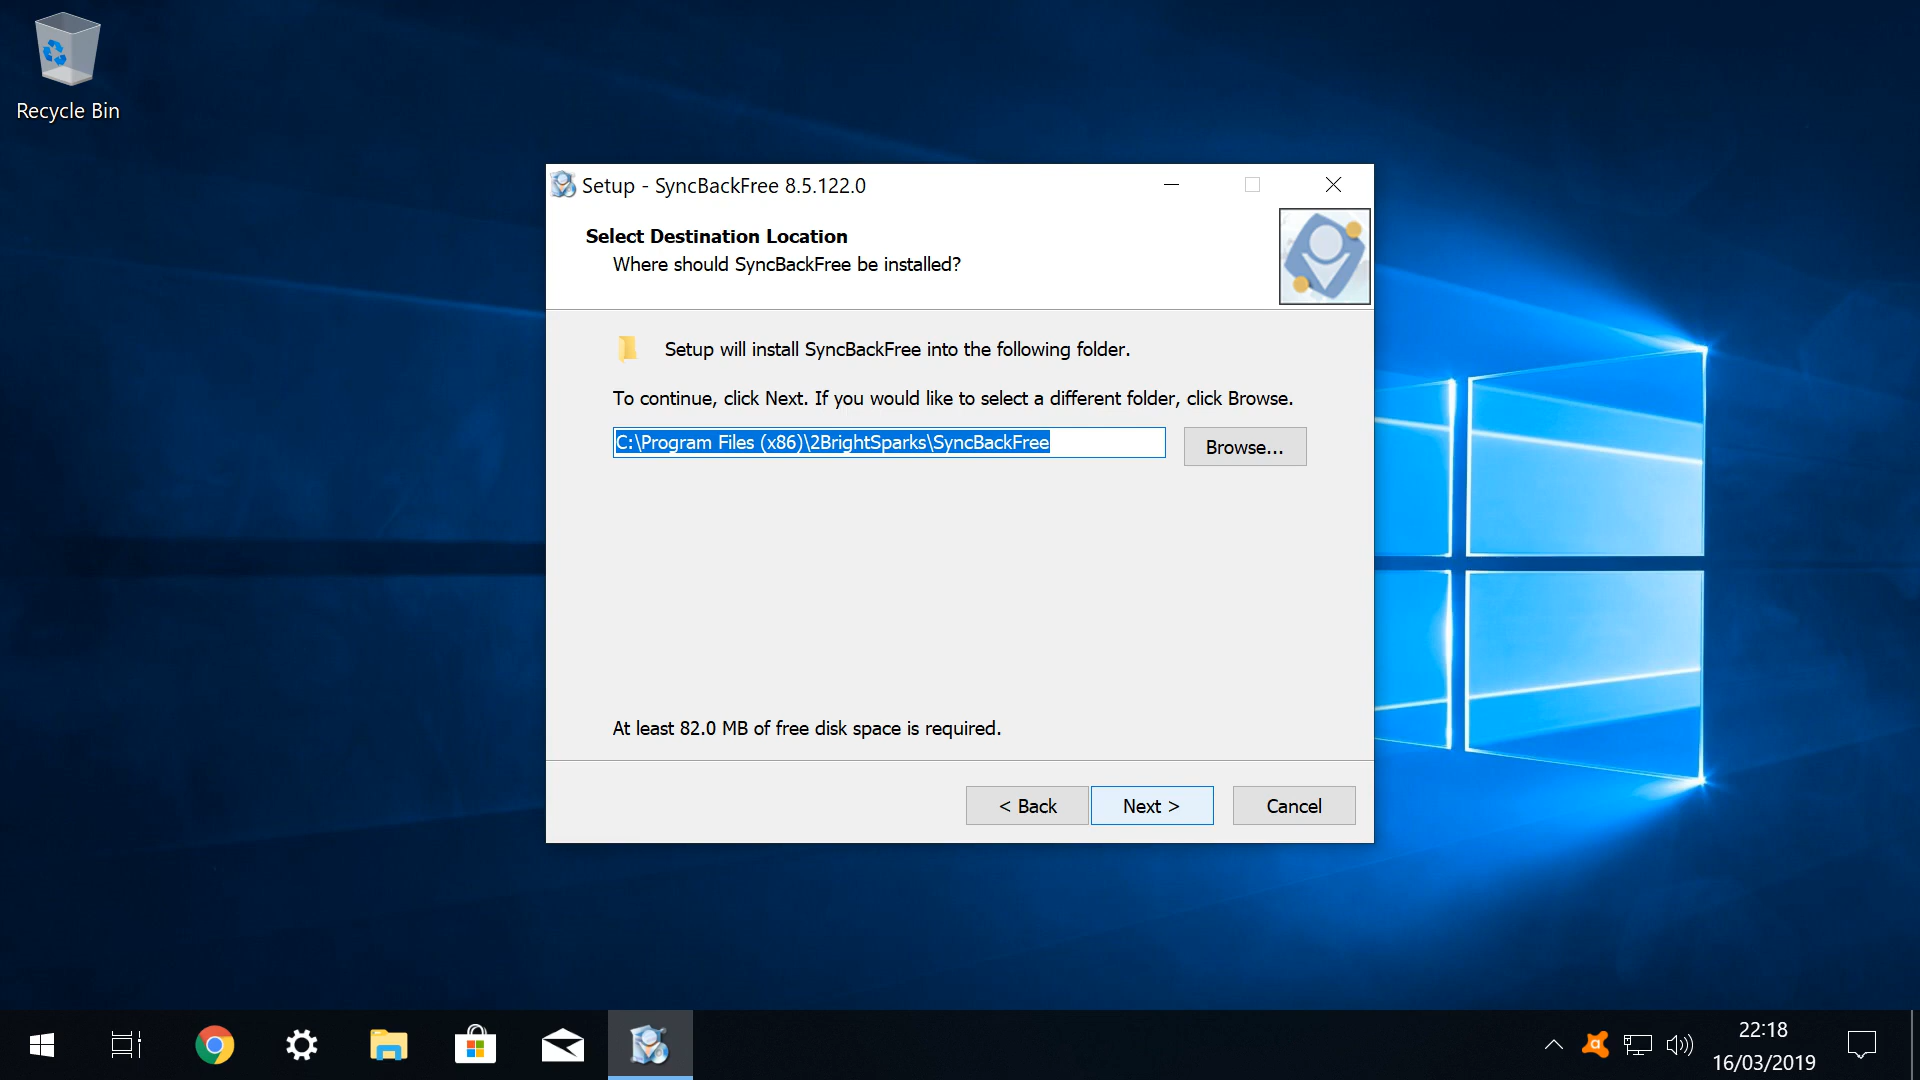 Recycle Bin
Setup - SyncBackFree 8.5.122.0
Select Destination Location
Where should SyncBackFree be installed?
Setup will install SyncBackFree into the following folder.
To continue, click Next. If you would like to select a different folder, click Browse.
C:\Program Files (x86)\2BrightSparks\SyncBackFree
Browse...
At least 82.0 MB of free disk space is required.
< Back
Next >
Cancel
22:18
16/03/2019